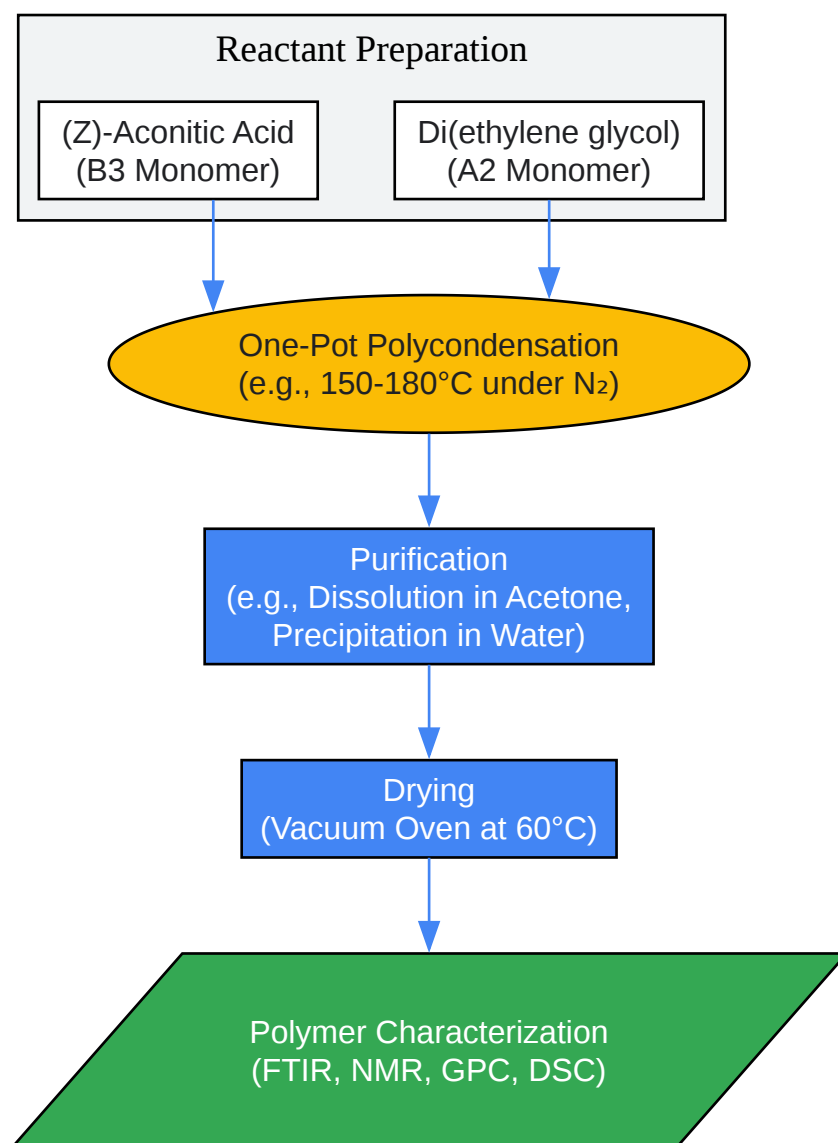 Reactant Preparation
(Z)-Aconitic Acid
(B3 Monomer)
Di(ethylene glycol)
(A2 Monomer)
One-Pot Polycondensation
(e.g., 150-180°C under N₂)
Purification
(e.g., Dissolution in Acetone,
Precipitation in Water)
Drying
(Vacuum Oven at 60°C)
Polymer Characterization
(FTIR, NMR, GPC, DSC)